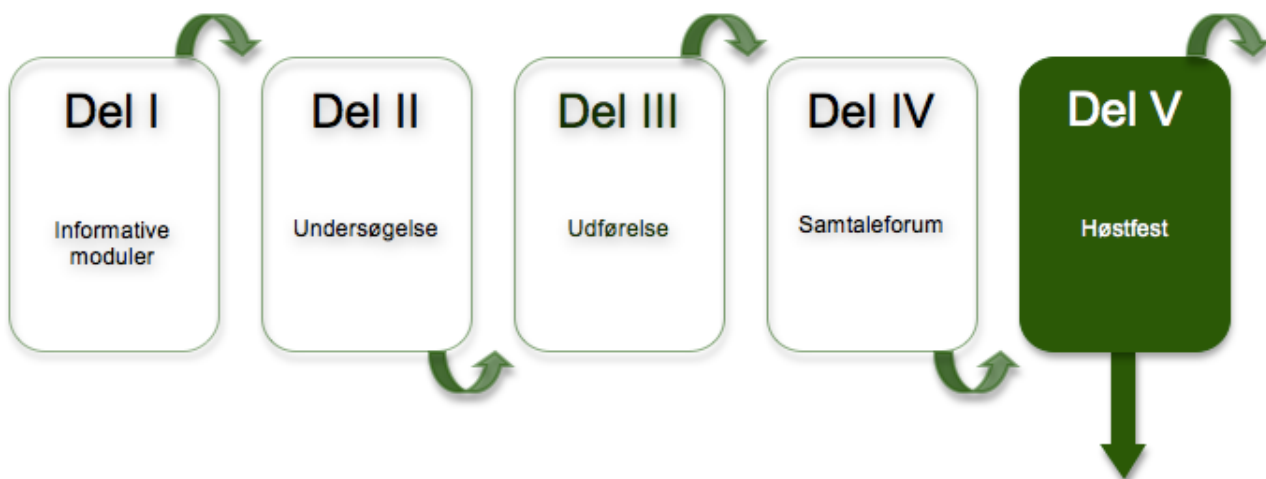 Del I
Informative
moduler
Del II
Undersøgelse
Del III
Udførelse
Del IV
Samtaleforum
Del V
Høstfest